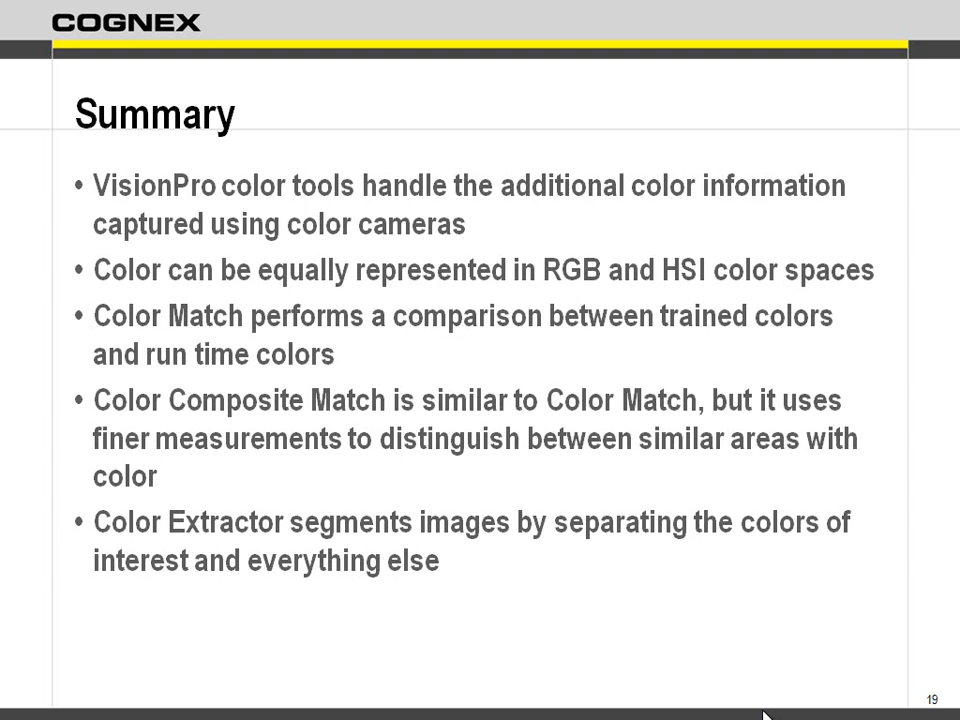 COGNEX
Summary
• VisionPro color tools handle the additional color information
captured using color cameras
• Color can be equally represented in RGB and HSI color spaces
• Color Match performs a comparison between trained colors
and run time colors
• Color Composite Match is similar to Color Match, but it uses
finer measurements to distinguish between similar areas with
color
• Color Extractor segments images by separating the colors of
interest and everything else
19